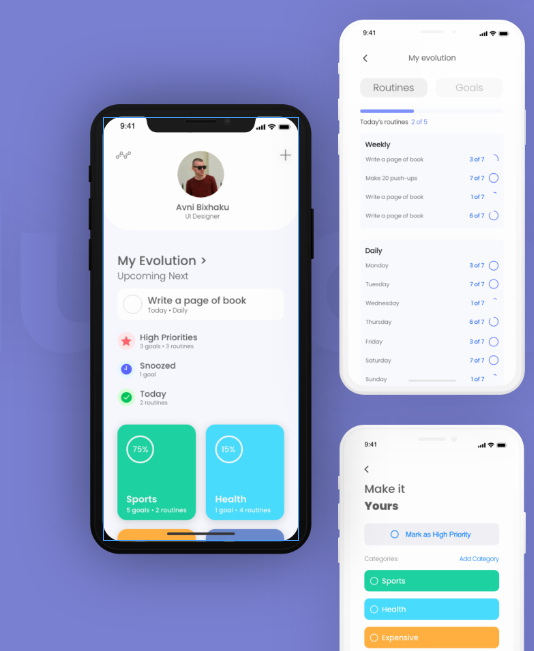 9:41
Avni Bixhaku
UI Designer
My Evolution >
Upcoming Next
Write a page of book
Today • Daily
High Priorities
3 goals • 3 routines
Snoozed
1 goal
Today
2 routines
75%
Sports
5 goals • 2 routines
15%
Health
1 goal • 4 routines
9:41
My evolution
Routines
Goals
Today's routines 2 of 5
Weekly
Write a page of book 3 of 7
Make 20 push-ups 7 of 7
Write a page of book 1 of 7
Write a page of book 6 of 7
Daily
Monday 3 of 7
Tuesday 7 of 7
Wednesday 1 of 7
Thursday 6 of 7
Friday 3 of 7
Saturday 7 of 7
Sunday 1 of 7
9:41
Make it
Yours
Mark as High Priority
Categories: Add Category
Sports
Health
Expensive